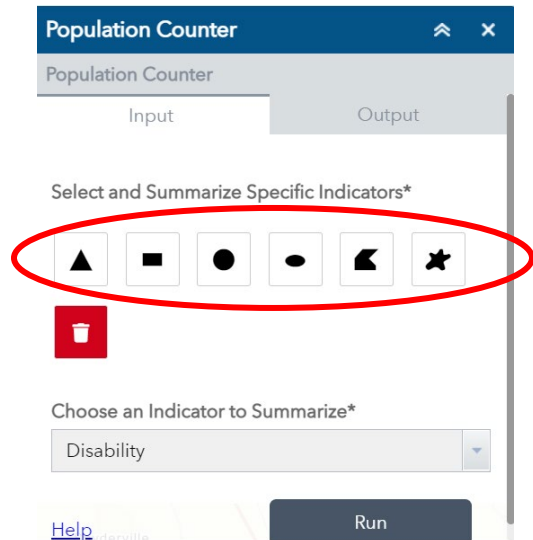 Population Counter
Population Counter
Input Output
Select and Summarize Specific Indicators*
Choose an Indicator to Summarize*
Disability
Help Run